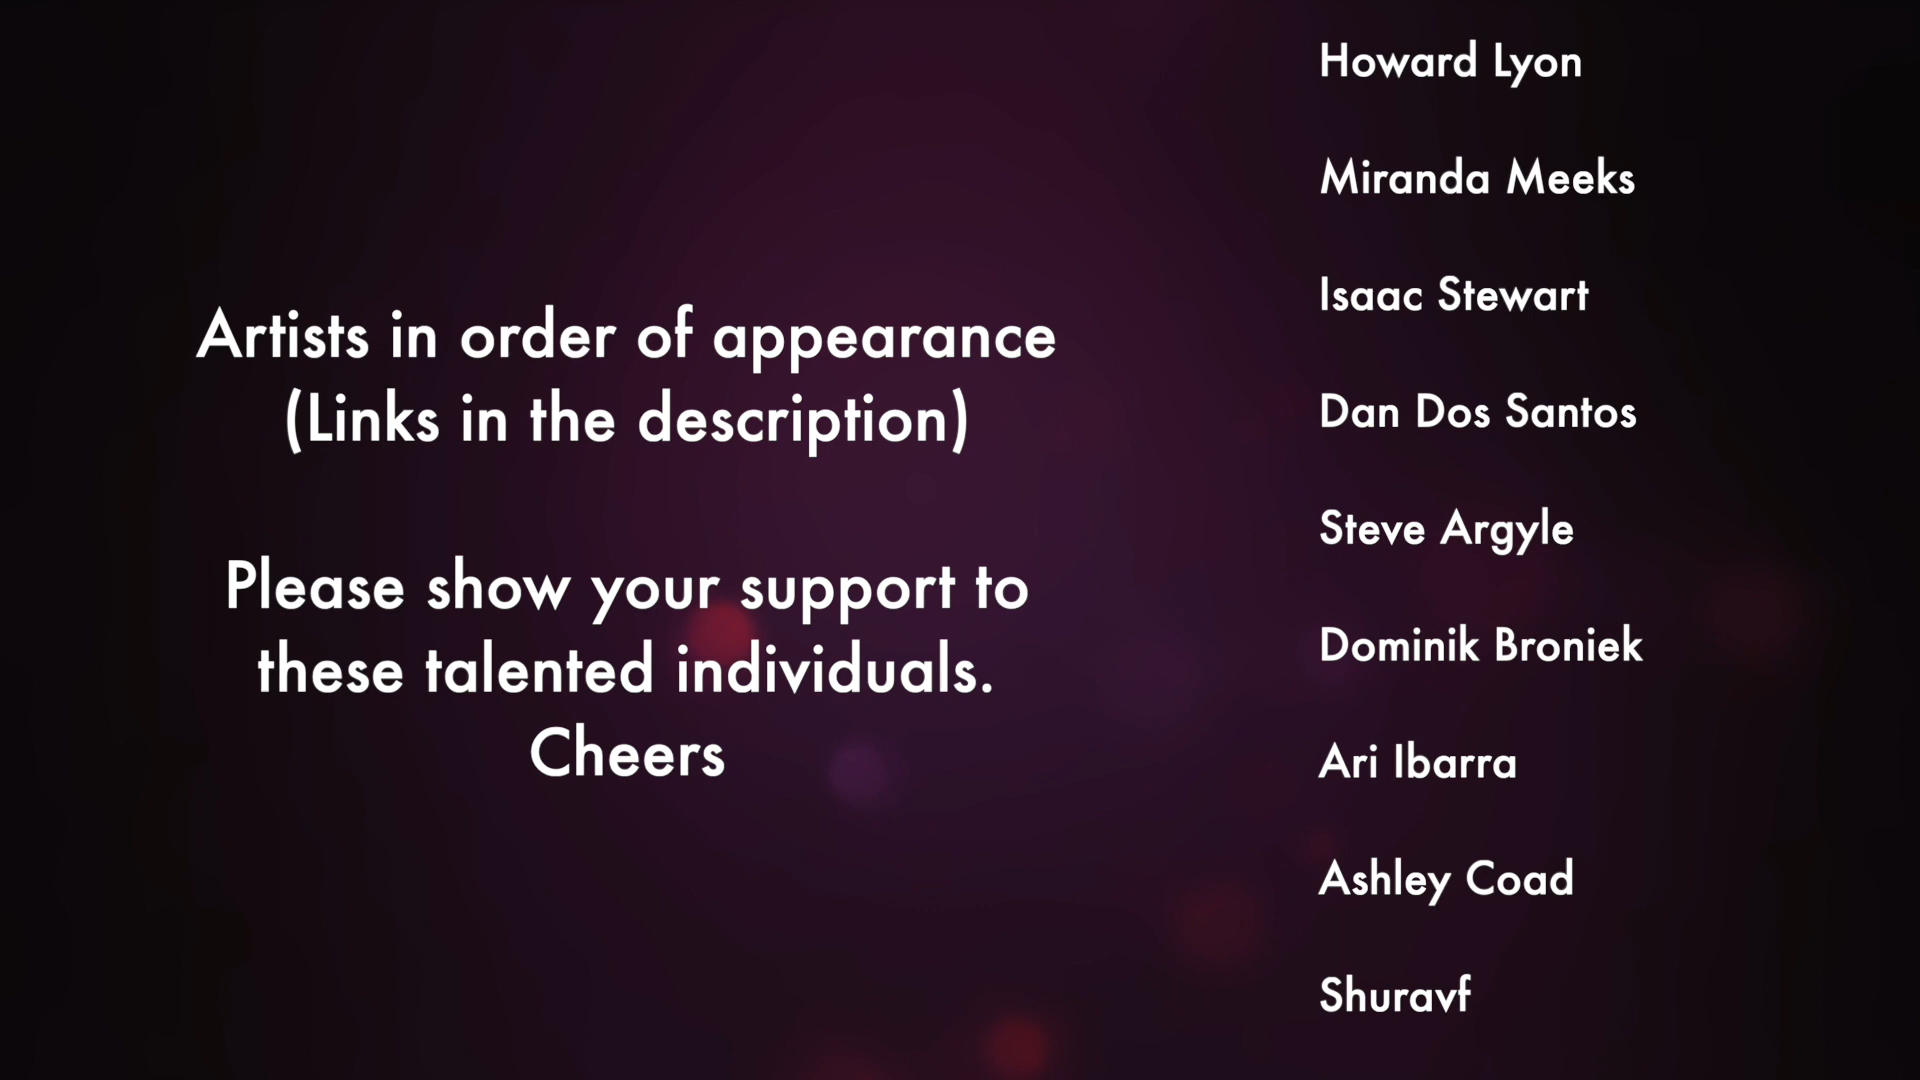 Artists in order of appearance
(Links in the description)
Please show your support to
these talented individuals.
Cheers
Howard Lyon
Miranda Meeks
Isaac Stewart
Dan Dos Santos
Steve Argyle
Dominik Broniek
Ari Ibarra
Ashley Coad
Shuravf